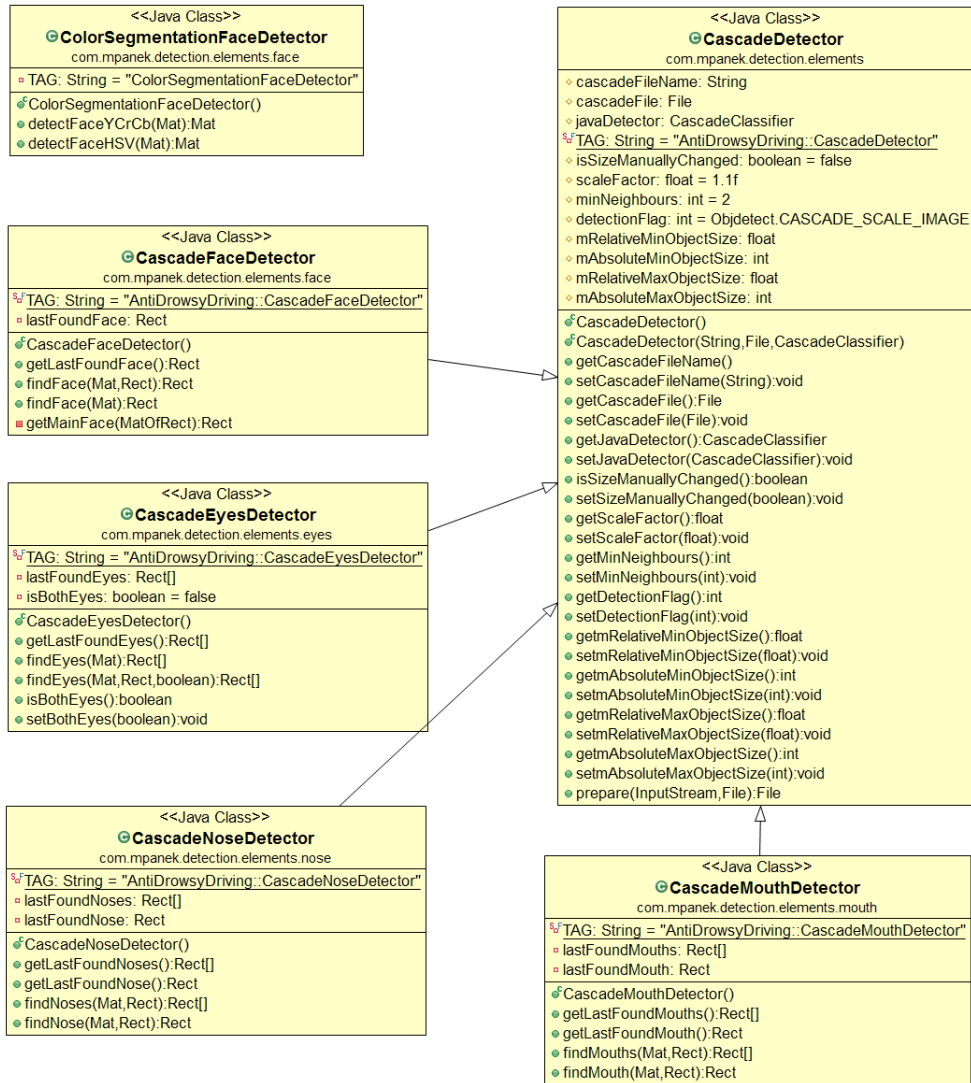 <<Java Class>>
ColorSegmentationFaceDetector
com.mpanek.detection.elements.face
TAG: String = "ColorSegmentationFaceDetector"
ColorSegmentationFaceDetector()
detectFaceYCrCb(Mat):Mat
detectFaceHSV(Mat):Mat
<<Java Class>>
CascadeFaceDetector
com.mpanek.detection.elements.face
TAG: String = "AntiDrowsyDriving::CascadeFaceDetector"
lastFoundFace: Rect
CascadeFaceDetector()
getLastFoundFace():Rect
findFace(Mat,Rect):Rect
findFace(Mat):Rect
getMainFace(MatOfRect):Rect
<<Java Class>>
CascadeEyesDetector
com.mpanek.detection.elements.eyes
TAG: String = "AntiDrowsyDriving::CascadeEyesDetector"
lastFoundEyes: Rect[]
isBothEyes: boolean = false
CascadeEyesDetector()
getLastFoundEyes():Rect[]
findEyes(Mat):Rect[]
findEyes(Mat,Rect,boolean):Rect[]
isBothEyes():boolean
setBothEyes(boolean):void
<<Java Class>>
CascadeNoseDetector
com.mpanek.detection.elements.nose
TAG: String = "AntiDrowsyDriving::CascadeNoseDetector"
lastFoundNoses: Rect[]
lastFoundNose: Rect
CascadeNoseDetector()
getLastFoundNoses():Rect[]
getLastFoundNose():Rect
findNoses(Mat,Rect):Rect[]
findNose(Mat,Rect):Rect
<<Java Class>>
CascadeDetector
com.mpanek.detection.elements
cascadeFileName: String
cascadeFile: File
javaDetector: CascadeClassifier
TAG: String = "AntiDrowsyDriving::CascadeDetector"
isSizeManuallyChanged: boolean = false
scaleFactor: float = 1.1f
minNeighbours: int = 2
detectionFlag: int = Objdetect.CASCADE_SCALE_IMAGE
mRelativeMinObjectSize: float
mAbsoluteMinObjectSize: int
mRelativeMaxObjectSize: float
mAbsoluteMaxObjectSize: int
CascadeDetector()
CascadeDetector(String,File,CascadeClassifier)
getCascadeFileName()
setCascadeFileName(String):void
getCascadeFile():File
setCascadeFile(File):void
getJavaDetector():CascadeClassifier
setJavaDetector(CascadeClassifier):void
isSizeManuallyChanged():boolean
setSizeManuallyChanged(boolean):void
getScaleFactor():float
setScaleFactor(float):void
getMinNeighbours():int
setMinNeighbours(int):void
getDetectionFlag():int
setDetectionFlag(int):void
getmRelativeMinObjectSize():float
setmRelativeMinObjectSize(float):void
getmAbsoluteMinObjectSize():int
setmAbsoluteMinObjectSize(int):void
getmRelativeMaxObjectSize():float
setmRelativeMaxObjectSize(float):void
getmAbsoluteMaxObjectSize():int
setmAbsoluteMaxObjectSize(int):void
prepare(InputStream,File):File
<<Java Class>>
CascadeMouthDetector
com.mpanek.detection.elements.mouth
TAG: String = "AntiDrowsyDriving::CascadeMouthDetector"
lastFoundMouths: Rect[]
lastFoundMouth: Rect
CascadeMouthDetector()
getLastFoundMouths():Rect[]
getLastFoundMouth():Rect
findMouths(Mat,Rect):Rect[]
findMouth(Mat,Rect):Rect